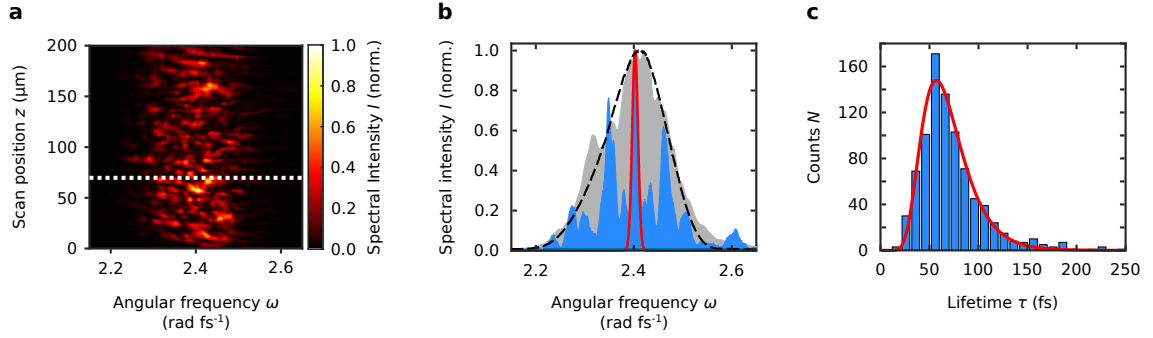 a
Scan position z (µm)
200
150
100
50
0
2.2
2.4
2.6
Angular frequency ω
(rad fs⁻¹)
1.0
0.8
0.6
0.4
0.2
0.0
Spectral Intensity I (norm.)
b
Spectral intensity I (norm.)
1.0
0.8
0.6
0.4
0.2
0.0
2.2
2.4
2.6
Angular frequency ω
(rad fs⁻¹)
c
Counts N
160
120
80
40
0
0
50
100
150
200
250
Lifetime τ (fs)